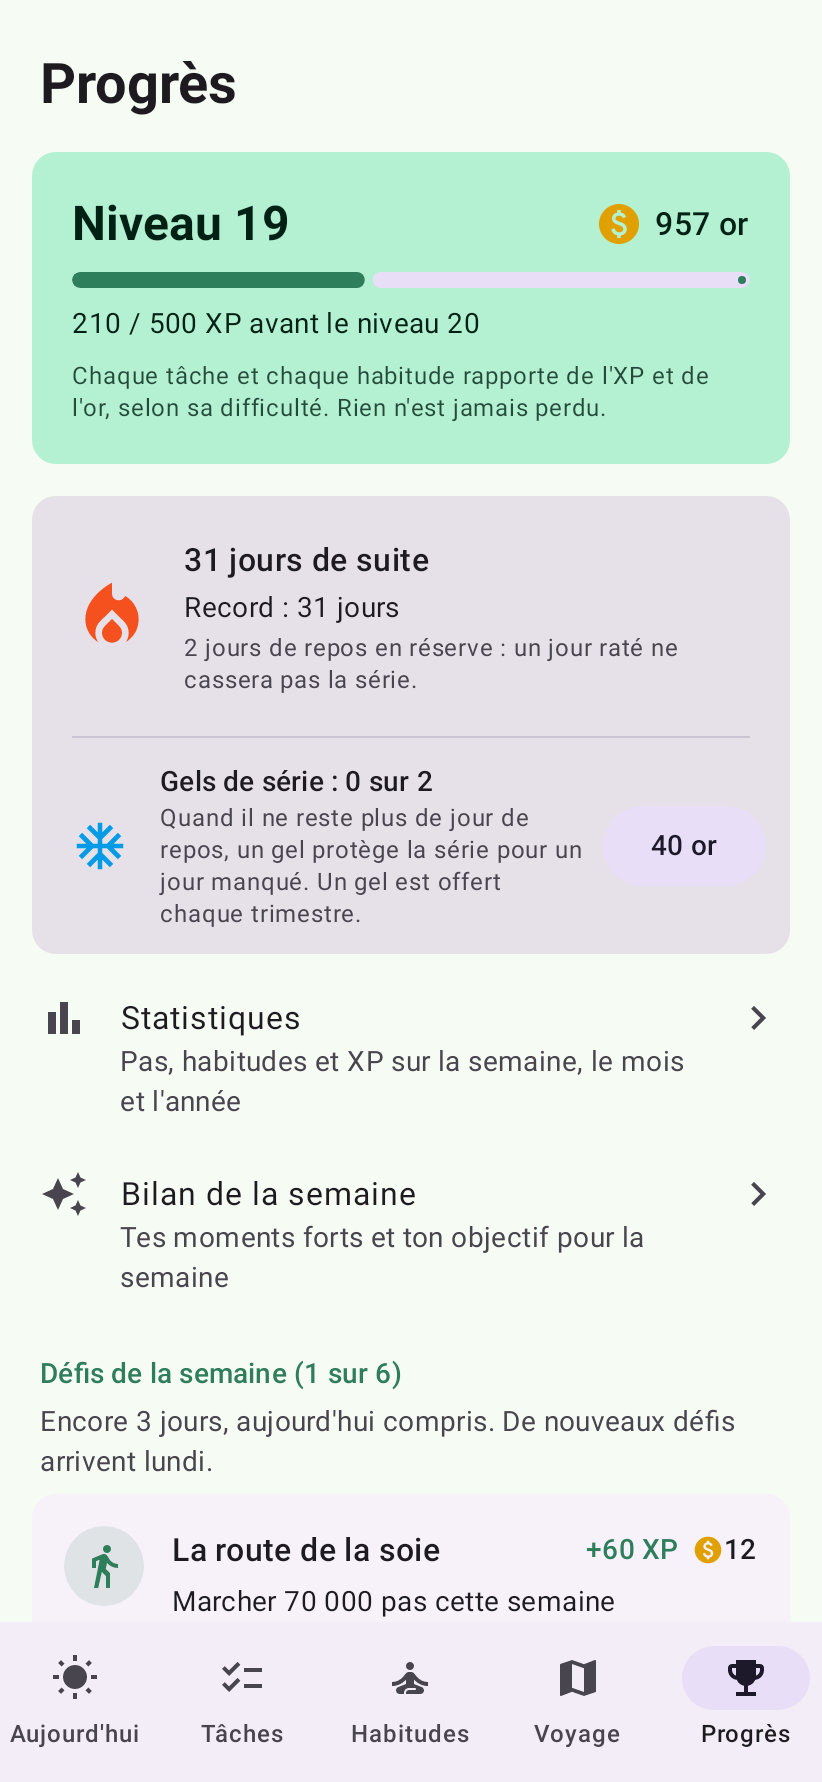 Progrès
Niveau 19
957 or
210 / 500 XP avant le niveau 20
Chaque tâche et chaque habitude rapporte de l'XP et de
l'or, selon sa difficulté. Rien n'est jamais perdu.
31 jours de suite
Record : 31 jours
2 jours de repos en réserve : un jour raté ne
cassera pas la série.
Gels de série : 0 sur 2
Quand il ne reste plus de jour de
repos, un gel protège la série pour un
jour manqué. Un gel est offert
chaque trimestre.
40 or
Statistiques
Pas, habitudes et XP sur la semaine, le mois
et l'année
Bilan de la semaine
Tes moments forts et ton objectif pour la
semaine
Défis de la semaine (1 sur 6)
Encore 3 jours, aujourd'hui compris. De nouveaux défis
arrivent lundi.
La route de la soie
+60 XP
12
Marcher 70 000 pas cette semaine
Aujourd'hui
Tâches
Habitudes
Voyage
Progrès